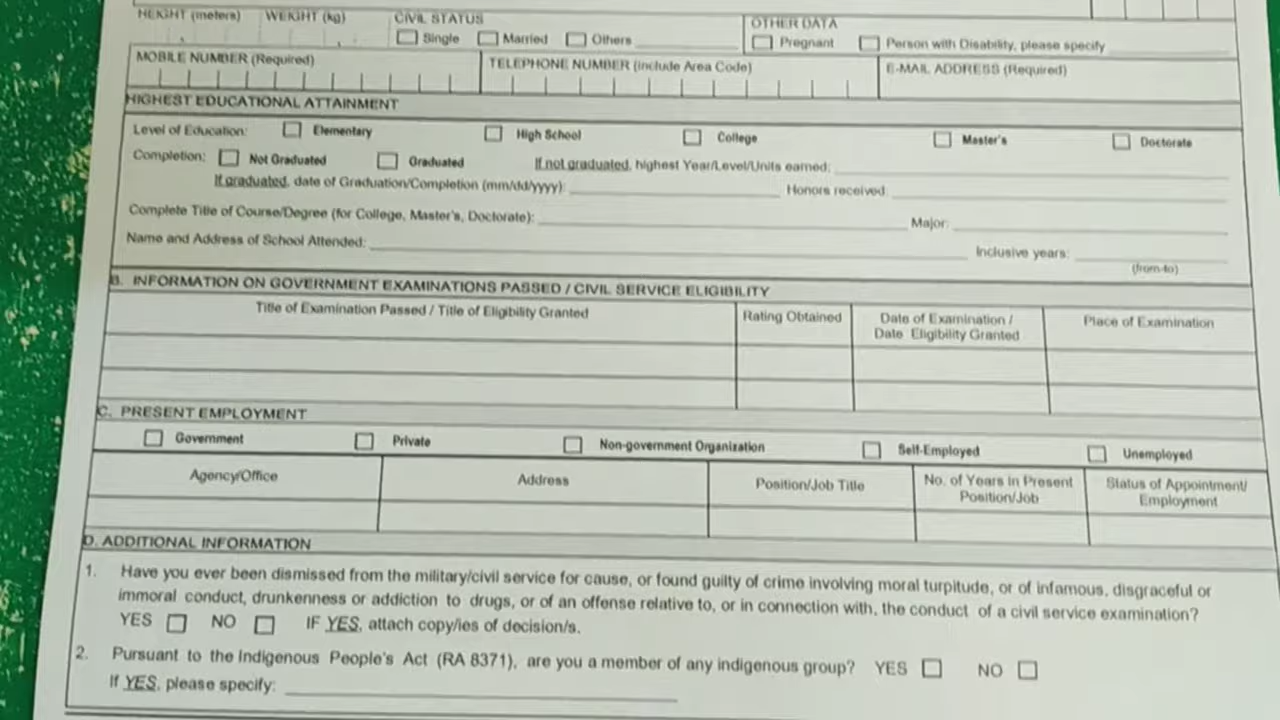 HEIGHT (meters) WEIGHT (kg) CIVIL STATUS OTHER DATA
Single Married Others Pregnant Person with Disability, please specify
MOBILE NUMBER (Required) TELEPHONE NUMBER (Include Area Code) E-MAIL ADDRESS (Required)
HIGHEST EDUCATIONAL ATTAINMENT
Level of Education: Elementary High School College Master's Doctorate
Completion: Not Graduated Graduated If not graduated, highest Year/Level/Units earned:
If graduated, date of Graduation/Completion (mm/dd/yyyy): Honors received:
Complete Title of Course/Degree (for College, Master's, Doctorate): Major:
Name and Address of School Attended: Inclusive years:
(from-to)
B. INFORMATION ON GOVERNMENT EXAMINATIONS PASSED / CIVIL SERVICE ELIGIBILITY
Title of Examination Passed / Title of Eligibility Granted Rating Obtained Date of Examination / Place of Examination
Date Eligibility Granted
C. PRESENT EMPLOYMENT
Government Private Non-government Organization Self-Employed Unemployed
Agency/Office Address Position/Job Title No. of Years in Present Status of Appointment/
Position/Job Employment
D. ADDITIONAL INFORMATION
1. Have you ever been dismissed from the military/civil service for cause, or found guilty of crime involving moral turpitude, or of infamous, disgraceful or
immoral conduct, drunkenness or addiction to drugs, or of an offense relative to, or in connection with, the conduct of a civil service examination?
YES NO IF YES, attach copy/ies of decision/s.
2. Pursuant to the Indigenous People's Act (RA 8371), are you a member of any indigenous group? YES NO
If YES, please specify: